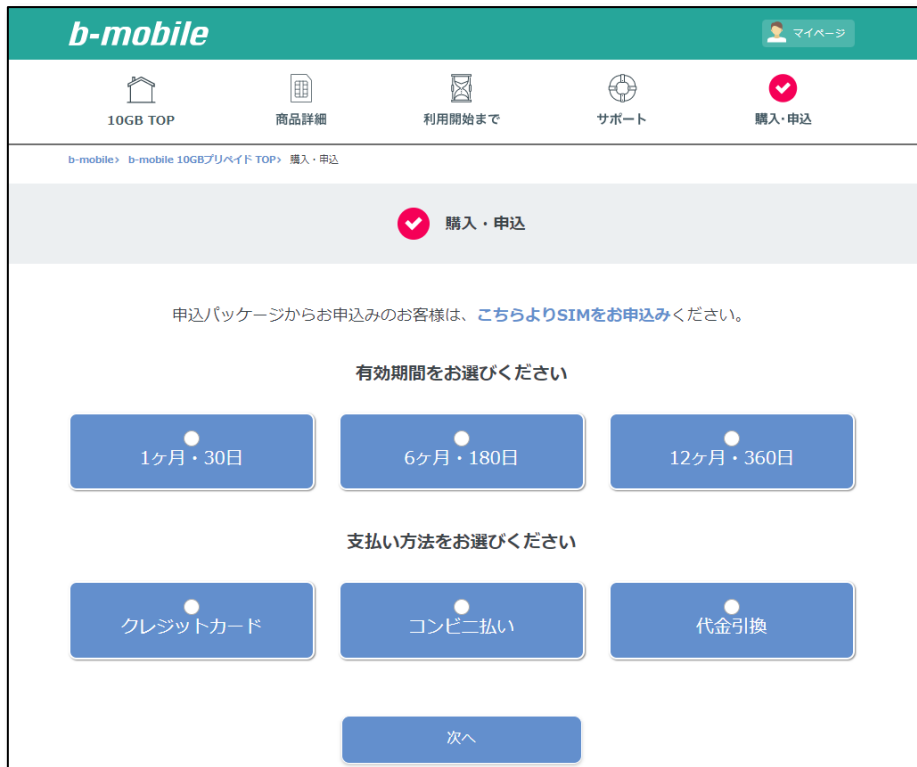 b-mobile
マイページ
10GB TOP
商品詳細
利用開始まで
サポート
購入・申込
b-mobile› b-mobile 10GBプリペイド TOP› 購入・申込
購入・申込
申込パッケージからお申込みのお客様は、こちらよりSIMをお申込みください。
有効期間をお選びください
1ヶ月・30日
6ヶ月・180日
12ヶ月・360日
支払い方法をお選びください
クレジットカード
コンビニ払い
代金引換
次へ